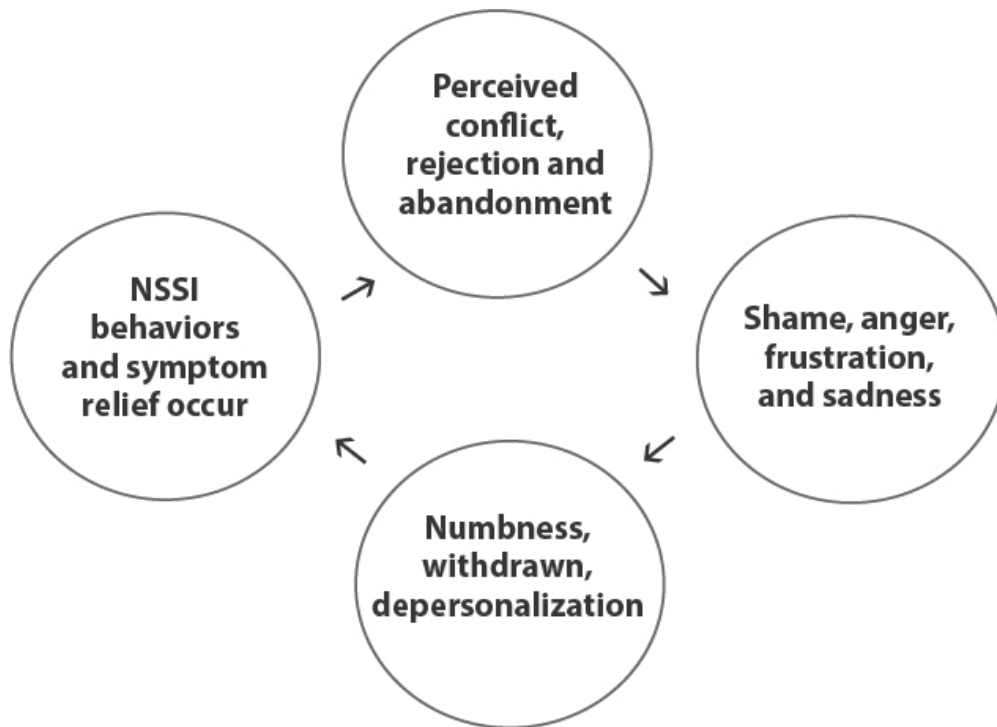 Perceived
conflict,
rejection and
abandonment
Shame, anger,
frustration,
and sadness
Numbness,
withdrawn,
depersonalization
NSSI
behaviors
and symptom
relief occur